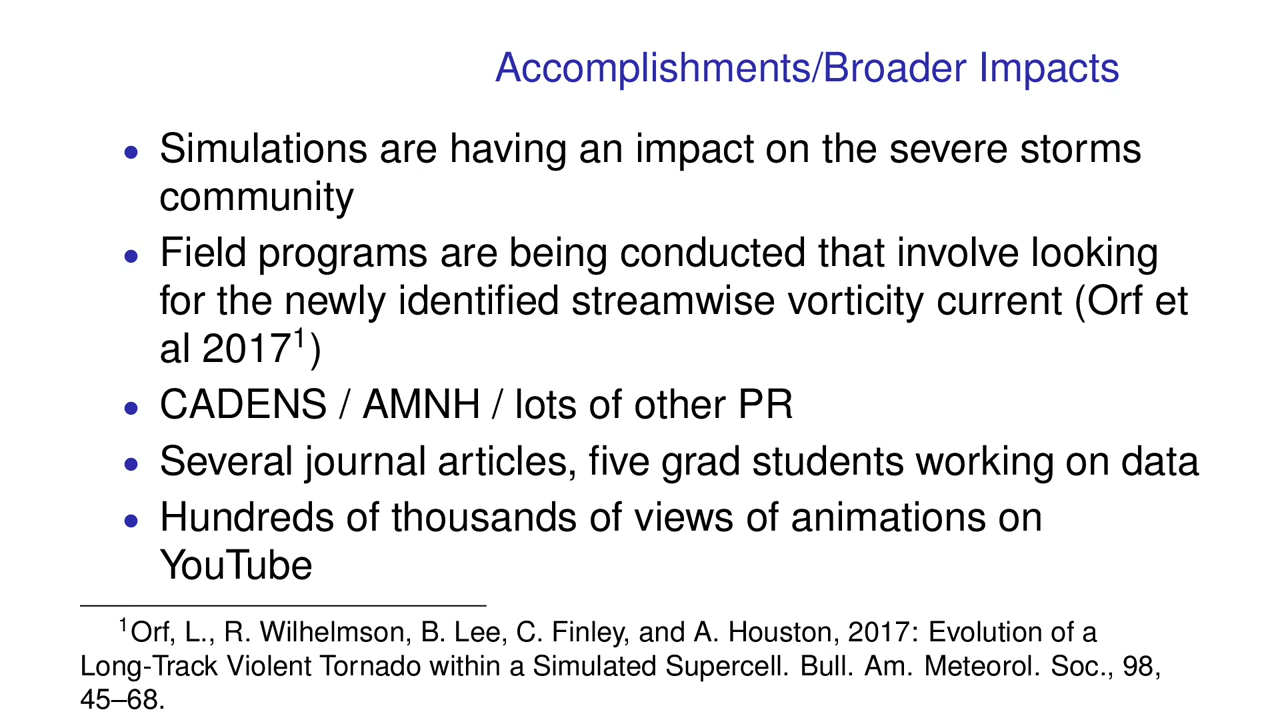 Accomplishments/Broader Impacts
• Simulations are having an impact on the severe storms
community
• Field programs are being conducted that involve looking
for the newly identified streamwise vorticity current (Orf et
al 2017¹)
• CADENS / AMNH / lots of other PR
• Several journal articles, five grad students working on data
• Hundreds of thousands of views of animations on
YouTube
¹Orf, L., R. Wilhelmson, B. Lee, C. Finley, and A. Houston, 2017: Evolution of a
Long-Track Violent Tornado within a Simulated Supercell. Bull. Am. Meteorol. Soc., 98,
45–68.